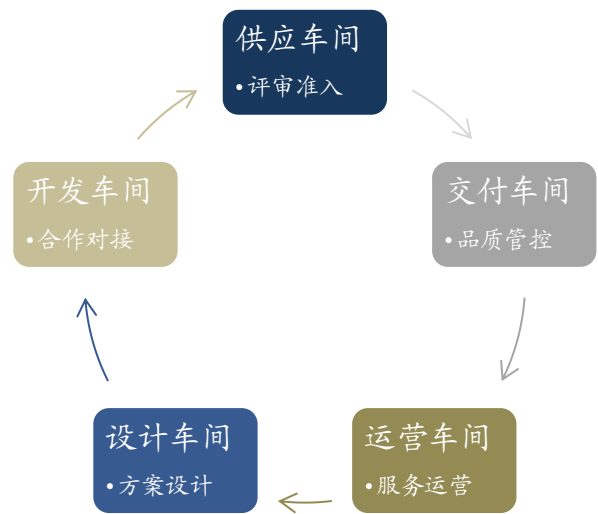 供应车间
•评审准入
开发车间
•合作对接
交付车间
•品质管控
设计车间
•方案设计
运营车间
•服务运营